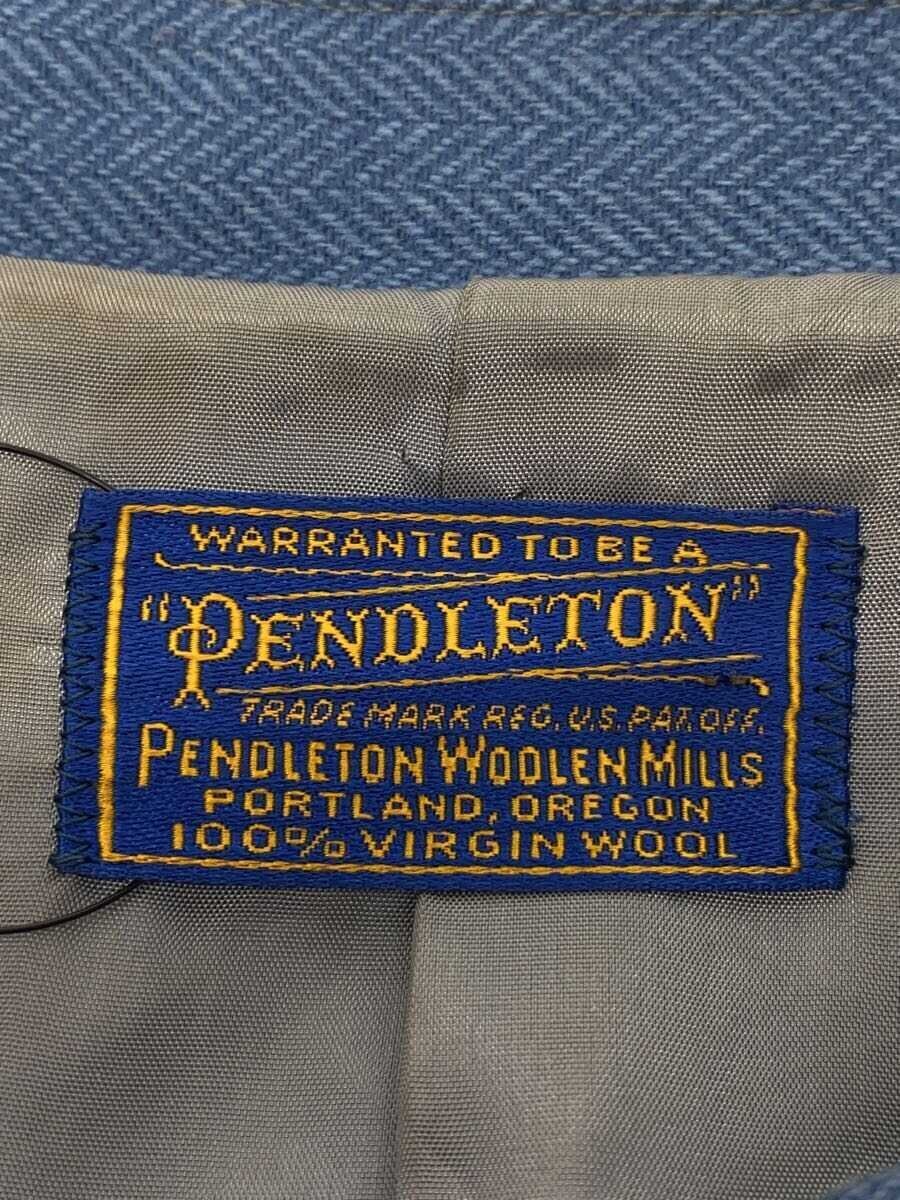 WARRANTED TO BE A
"PENDLETON"
TRADE MARK REG. U.S. PAT. OFF.
PENDLETON WOOLEN MILLS
PORTLAND, OREGON
100% VIRGIN WOOL